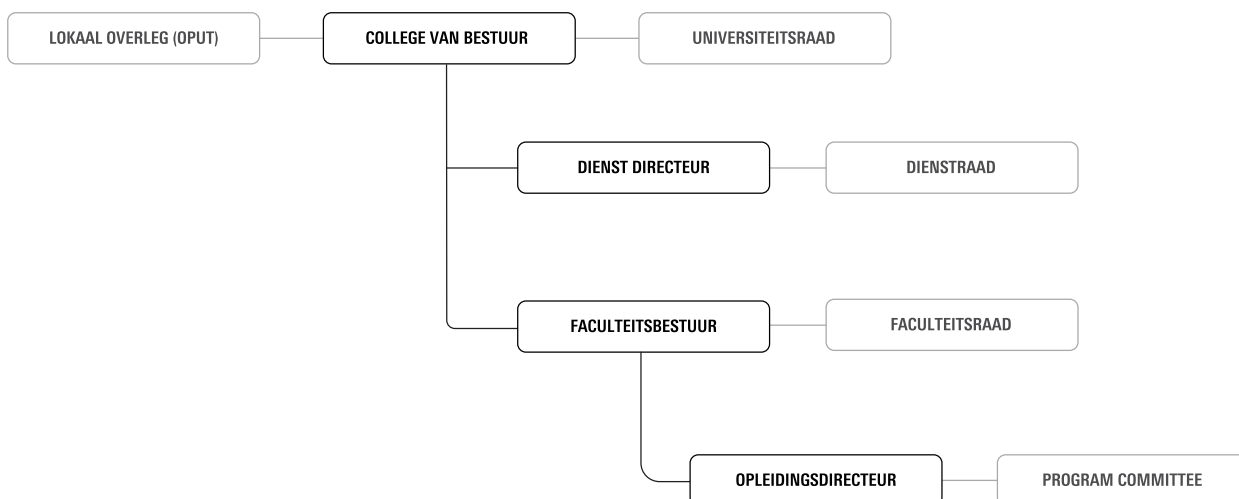 LOKAAL OVERLEG (OPUT)
COLLEGE VAN BESTUUR
UNIVERSITEITSRAAD
DIENST DIRECTEUR
DIENSTRAAD
FACULTEITSBESTUUR
FACULTEITSRAAD
OPLEIDINGSDIRECTEUR
PROGRAM COMMITTEE